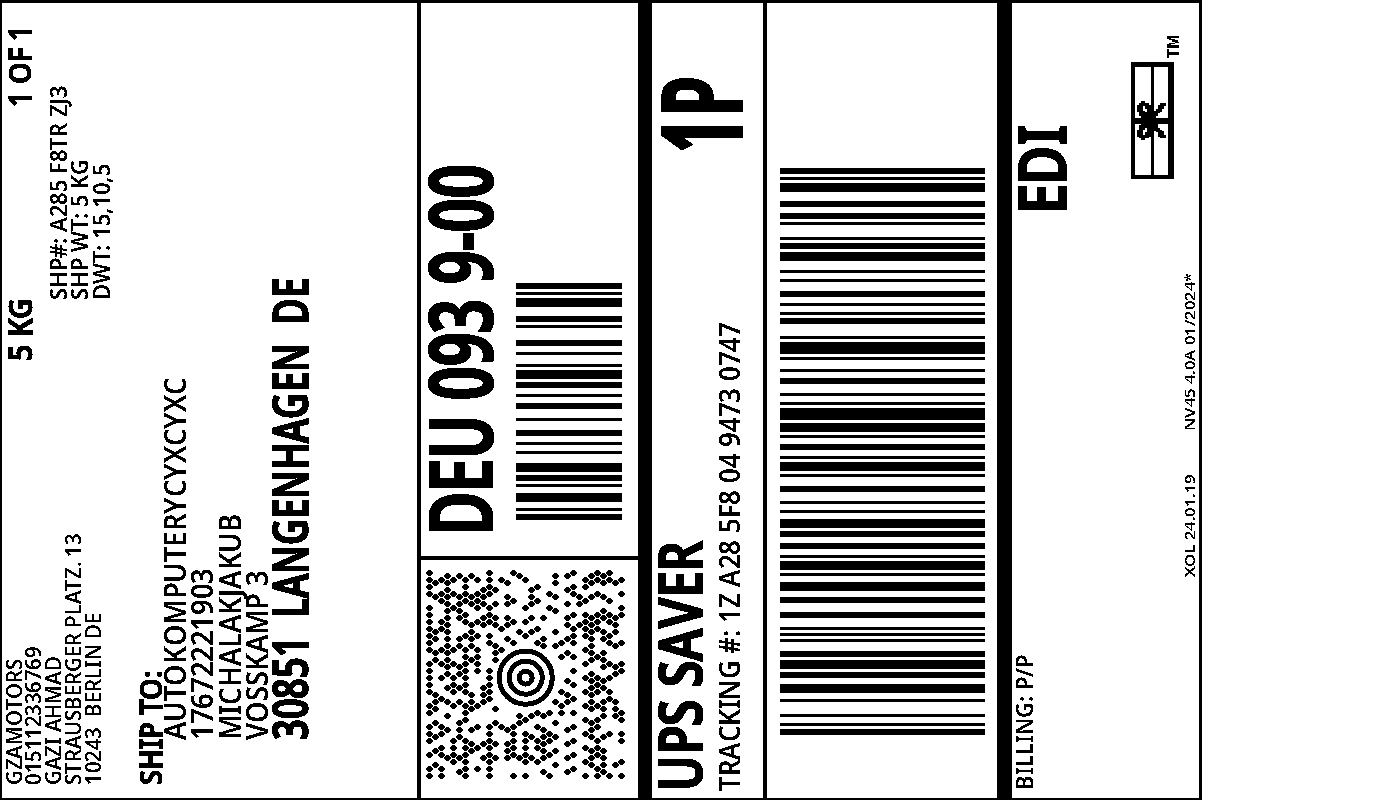 GZAMOTORS
015112336769
GAZI AHMAD
STRAUSBERGER PLATZ. 13
10243 BERLIN DE
5 KG
1 OF 1
SHP#: A285 F8TR ZJ3
SHP WT: 5 KG
DWT: 15,10,5
SHIP TO:
AUTOKOMPUTERYCYXCYXC
17672221903
MICHALAKJAKUB
VOSSKAMP 3
30851 LANGENHAGEN DE
DEU 093 9-00
UPS SAVER
1P
TRACKING #: 1Z A28 5F8 04 9473 0747
BILLING: P/P
EDI
TM
XOL 24.01.19 NV45 4.0A 01/2024*